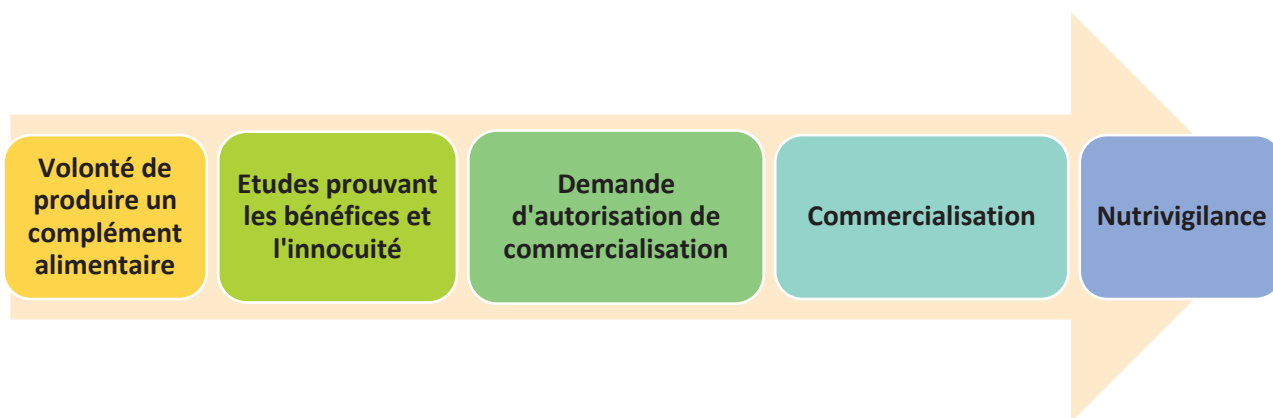 Volonté de
produire un
complément
alimentaire
Etudes prouvant
les bénéfices et
l'innocuité
Demande
d'autorisation de
commercialisation
Commercialisation
Nutrivigilance